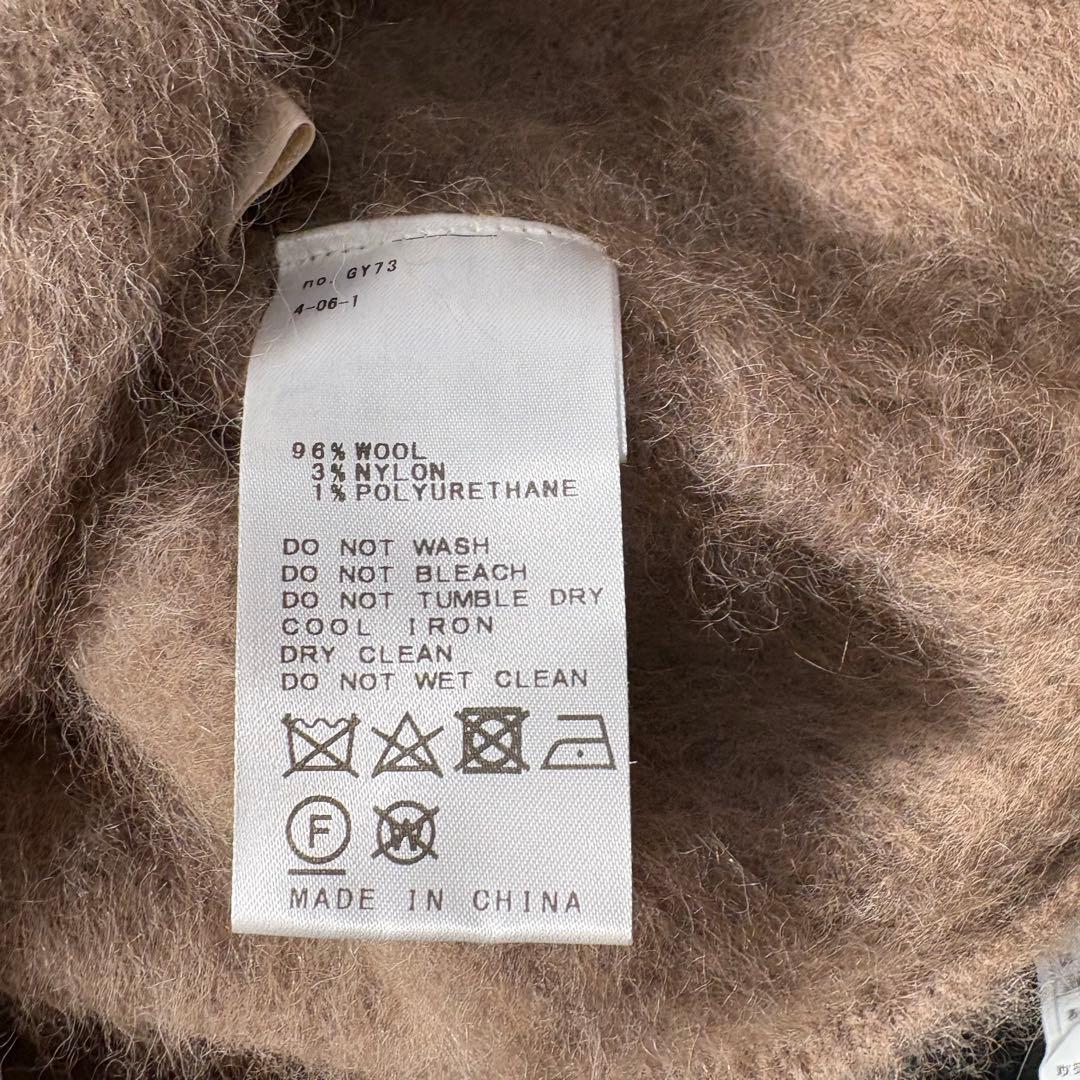 no. GY73
4-06-1
96% WOOL
3% NYLON
1% POLYURETHANE
DO NOT WASH
DO NOT BLEACH
DO NOT TUMBLE DRY
COOL IRON
DRY CLEAN
DO NOT WET CLEAN
F W
MADE IN CHINA